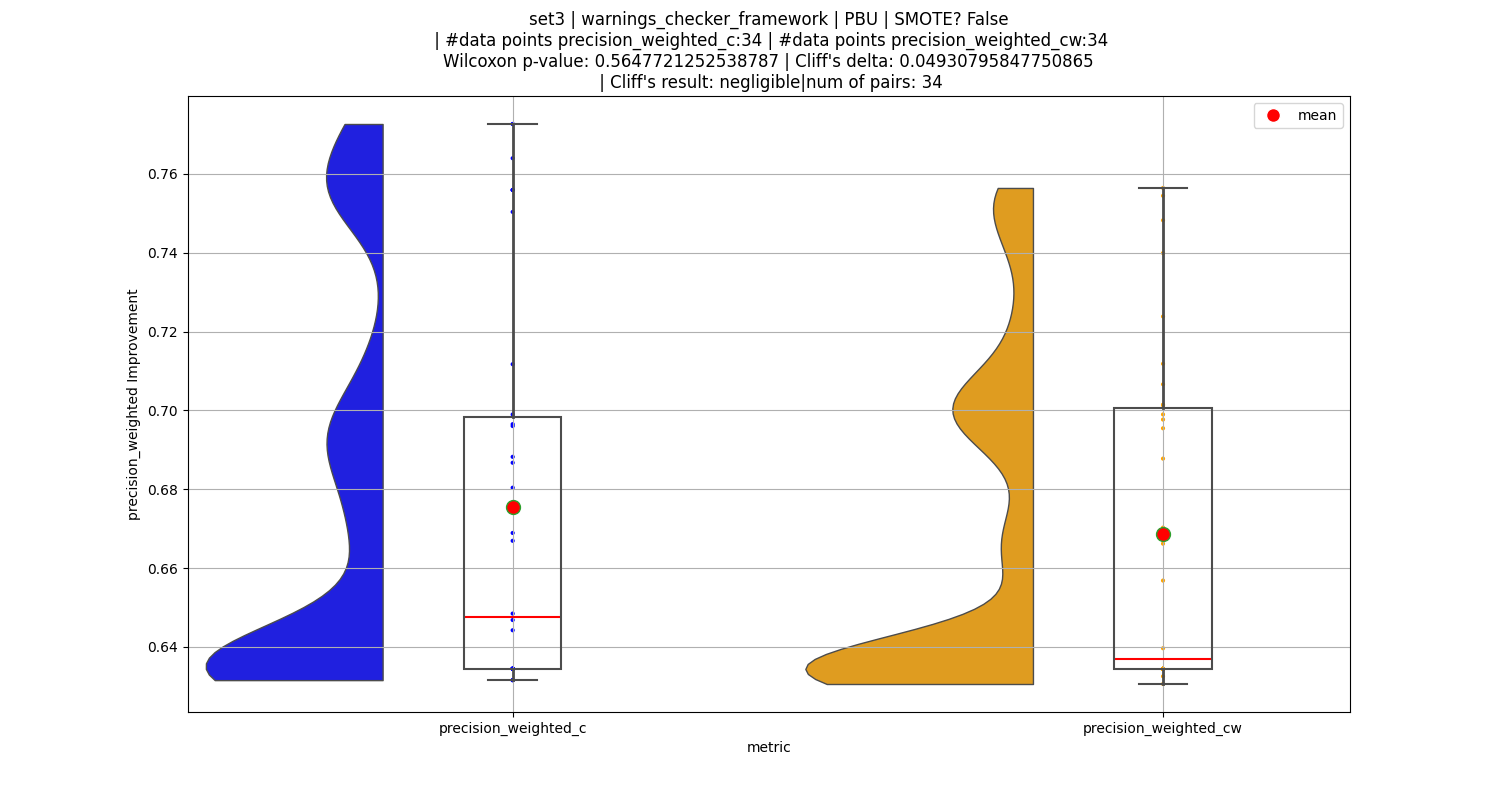 set3 | warnings_checker_framework | PBU | SMOTE? False
| #data points precision_weighted_c:34 | #data points precision_weighted_cw:34
Wilcoxon p-value: 0.5647721252538787 | Cliff's delta: 0.04930795847750865
| Cliff's result: negligible|num of pairs: 34
mean
0.76
0.74
0.72
0.70
0.68
0.66
0.64
precision_weighted Improvement
precision_weighted_c
precision_weighted_cw
metric